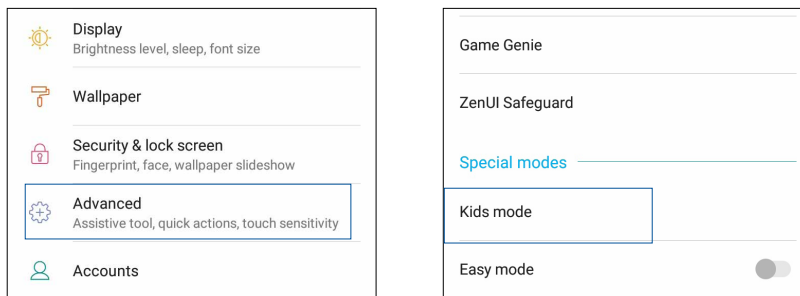 Display
Brightness level, sleep, font size
Wallpaper
Security & lock screen
Fingerprint, face, wallpaper slideshow
Advanced
Assistive tool, quick actions, touch sensitivity
Accounts
Game Genie
ZenUI Safeguard
Special modes
Kids mode
Easy mode